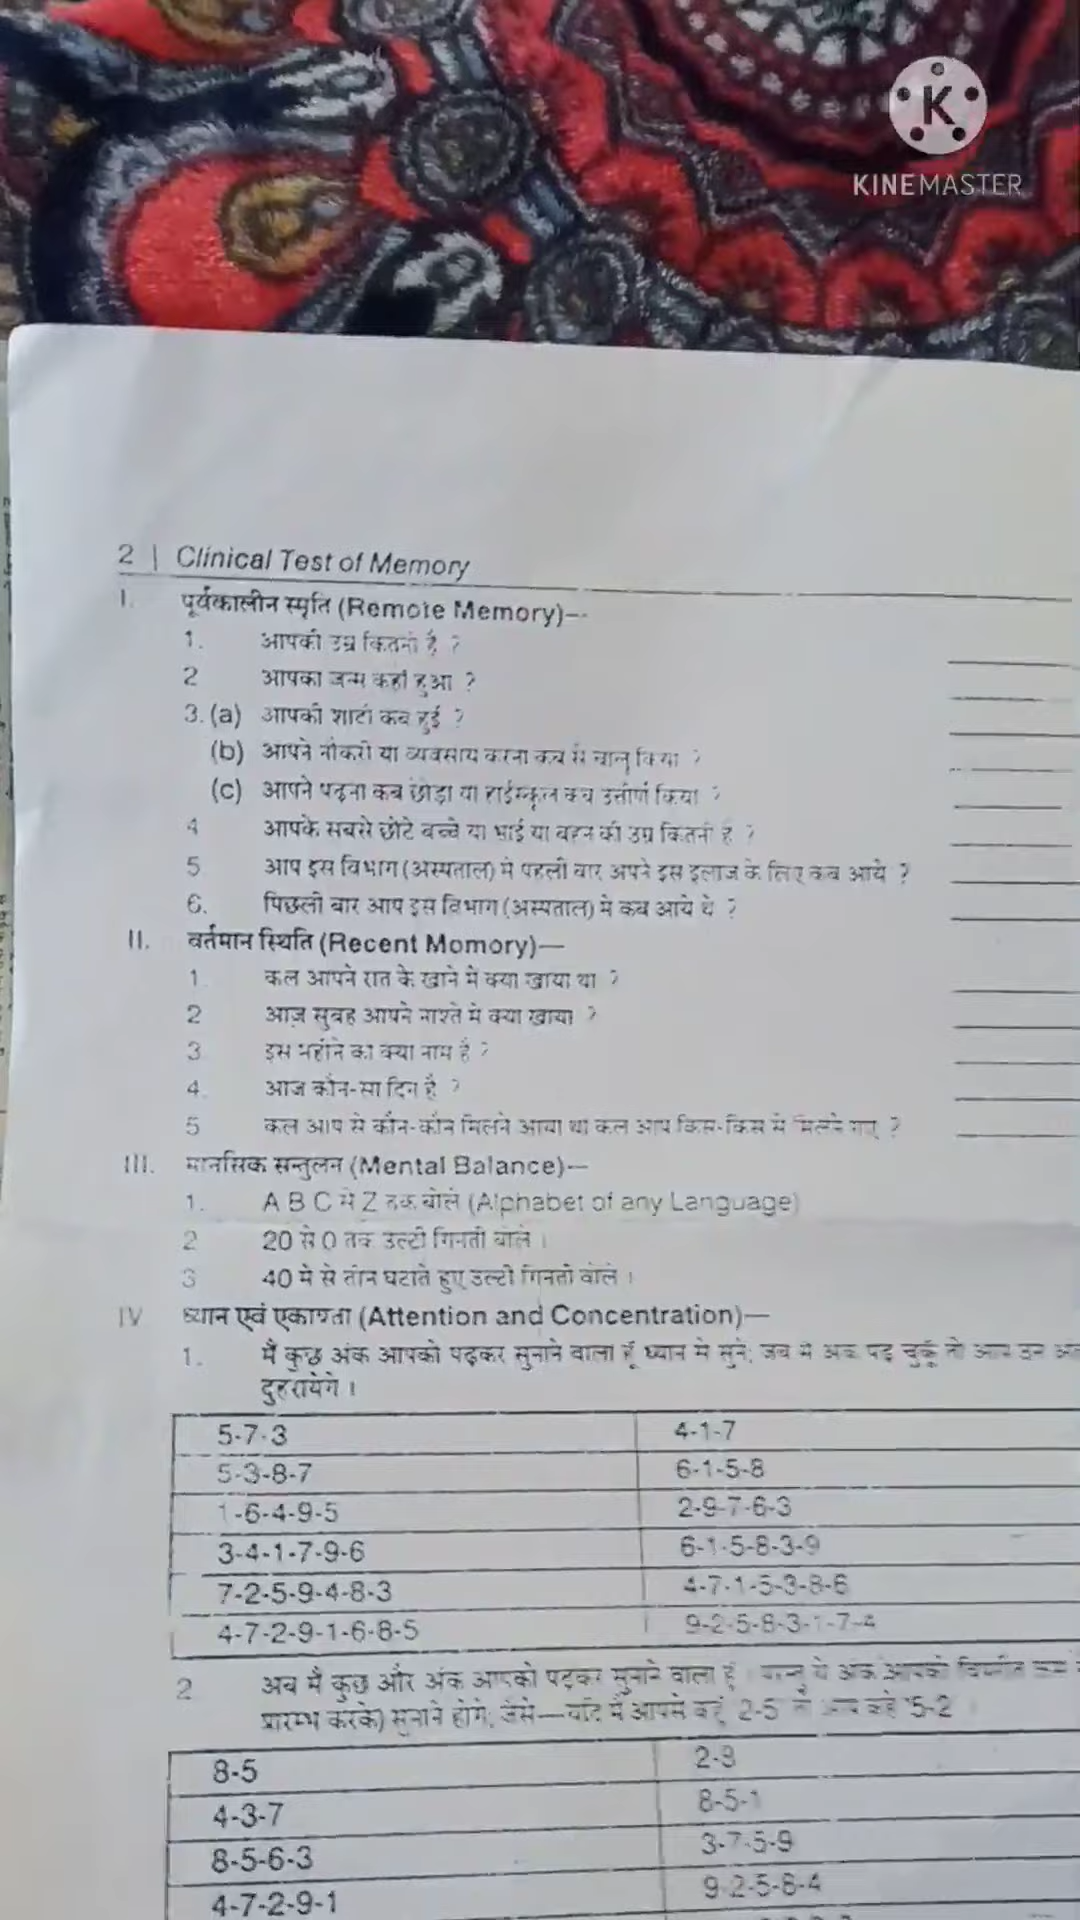 KINEMASTER
2 | Clinical Test of Memory
I. पूर्वकालीन स्मृति (Remote Memory)—
1. आपकी उम्र कितनी है ?
2 आपका जन्म कहाँ हुआ ?
3. (a) आपकी शादी कब हुई ?
(b) आपने नौकरी या व्यवसाय करना कब से चालू किया ?
(c) आपने पढ़ना कब छोड़ा या हाईस्कूल कब उत्तीर्ण किया ?
4 आपके सबसे छोटे बच्चे या भाई या बहन की उम्र कितनी है ?
5 आप इस विभाग (अस्पताल) में पहली बार अपने इस इलाज के लिए कब आये ?
6. पिछली बार आप इस विभाग (अस्पताल) में कब आये थे ?
II. वर्तमान स्थिति (Recent Momory)—
1 कल आपने रात के खाने में क्या खाया था ?
2 आज सुबह आपने नाश्ते में क्या खाया ?
3 इस महीने का क्या नाम है ?
4. आज कौन-सा दिन है ?
5 कल आप से कौन-कौन मिलने आया था कल आप किस-किस से मिलने गए ?
III. मानसिक सन्तुलन (Mental Balance)—
1. A B C से Z तक बोलें (Alphabet of any Language)
2 20 से 0 तक उल्टी गिनती बोलें ।
3 40 में से तीन घटाते हुए उल्टी गिनती बोलें ।
IV ध्यान एवं एकाग्रता (Attention and Concentration)—
1. मैं कुछ अंक आपको पढ़कर सुनाने वाला हूँ ध्यान से सुनें, जब मैं अंक पढ़ चुकूँ तो आप उन
दुहरायेंगे ।
5-7-3 4-1-7
5-3-8-7 6-1-5-8
1-6-4-9-5 2-9-7-6-3
3-4-1-7-9-6 6-1-5-8-3-9
7-2-5-9-4-8-3 4-7-1-5-3-8-6
4-7-2-9-1-6-8-5 9-2-5-8-3-1-7-4
2 अब मैं कुछ और अंक आपको पढ़कर सुनाने वाला हूँ । परन्तु ये अंक आपको विपरीत क्रम
प्रारम्भ करके) सुनाने होंगे, जैसे—यदि मैं आपसे कहूँ '2-5' तो आप कहें '5-2' ।
8-5 2-3
4-3-7 8-5-1
8-5-6-3 3-7-5-9
4-7-2-9-1 9-2-5-8-4